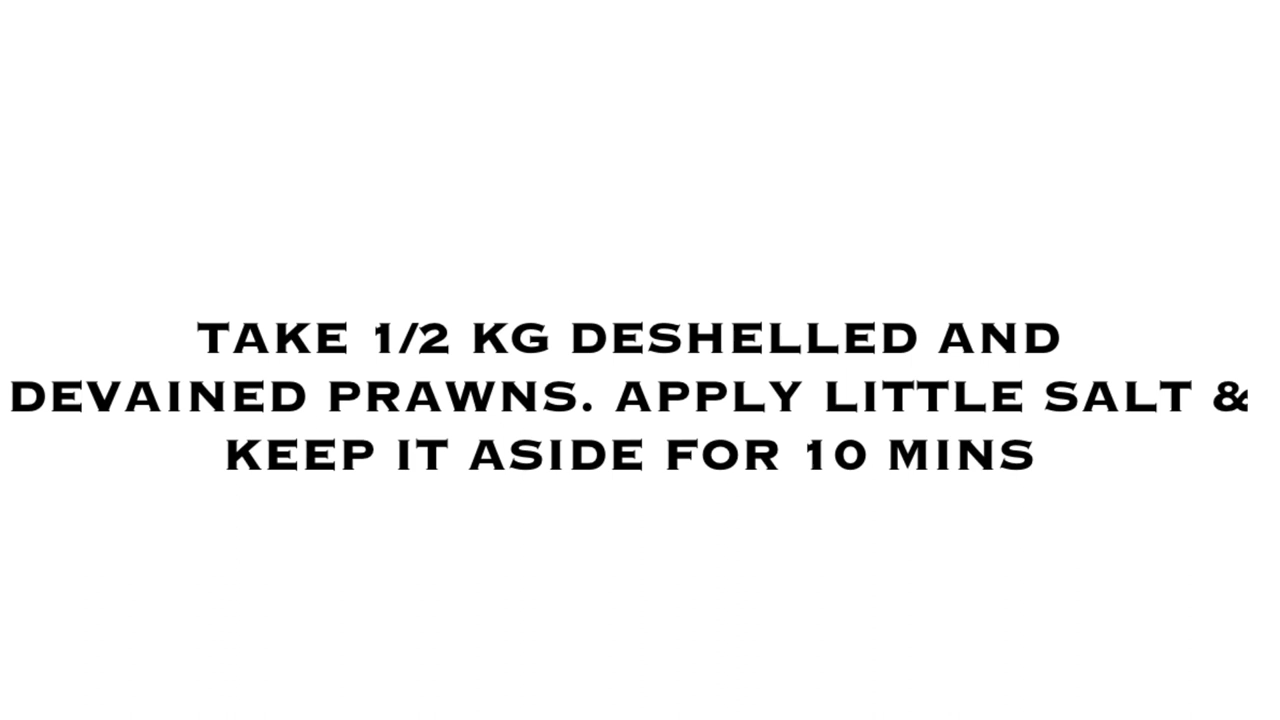 TAKE 1/2 KG DESHELLED AND
DEVAINED PRAWNS. APPLY LITTLE SALT &
KEEP IT ASIDE FOR 10 MINS